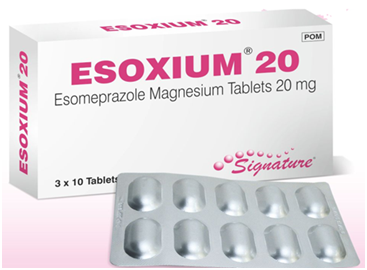 POM
ESOXIUM® 20
Esomeprazole Magnesium Tablets 20 mg
Signature
3 x 10 Tablets